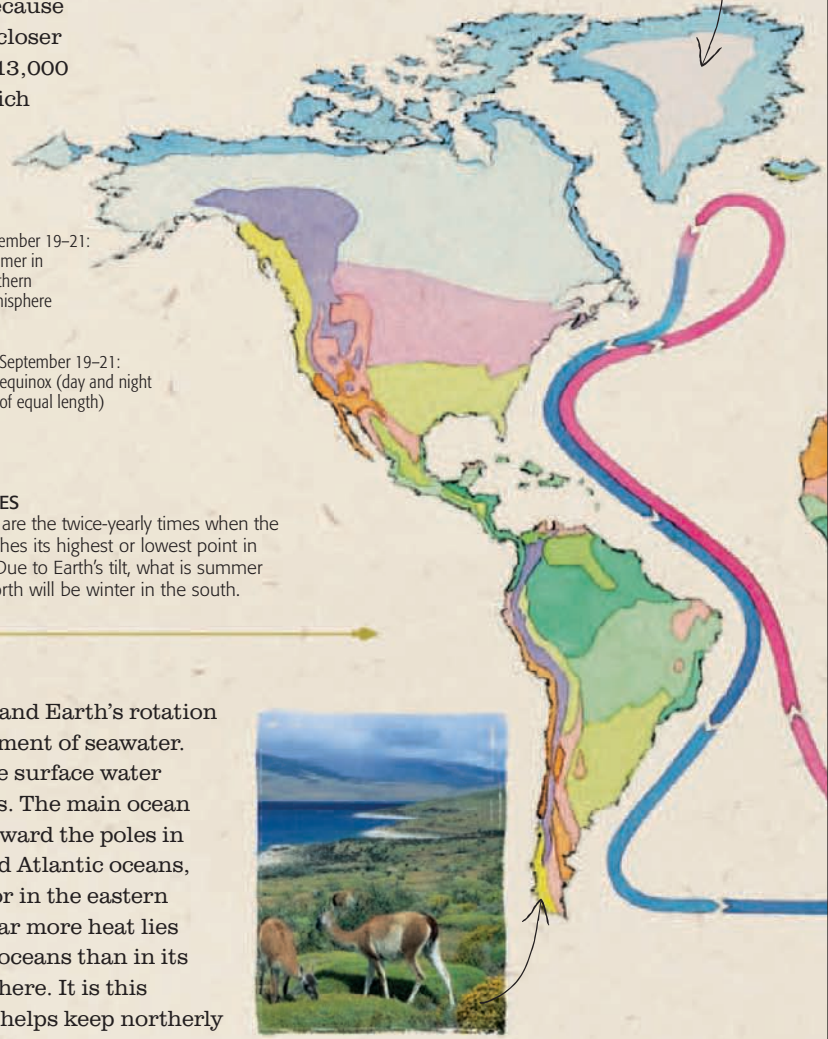 ecause
closer
13,000
ich
ember 19–21:
mer in
thern
nisphere
September 19–21:
equinox (day and night
of equal length)
ES
are the twice-yearly times when the
ches its highest or lowest point in
Due to Earth's tilt, what is summer
orth will be winter in the south.
and Earth's rotation
ment of seawater.
e surface water
s. The main ocean
ward the poles in
d Atlantic oceans,
or in the eastern
ar more heat lies
oceans than in its
here. It is this
helps keep northerly